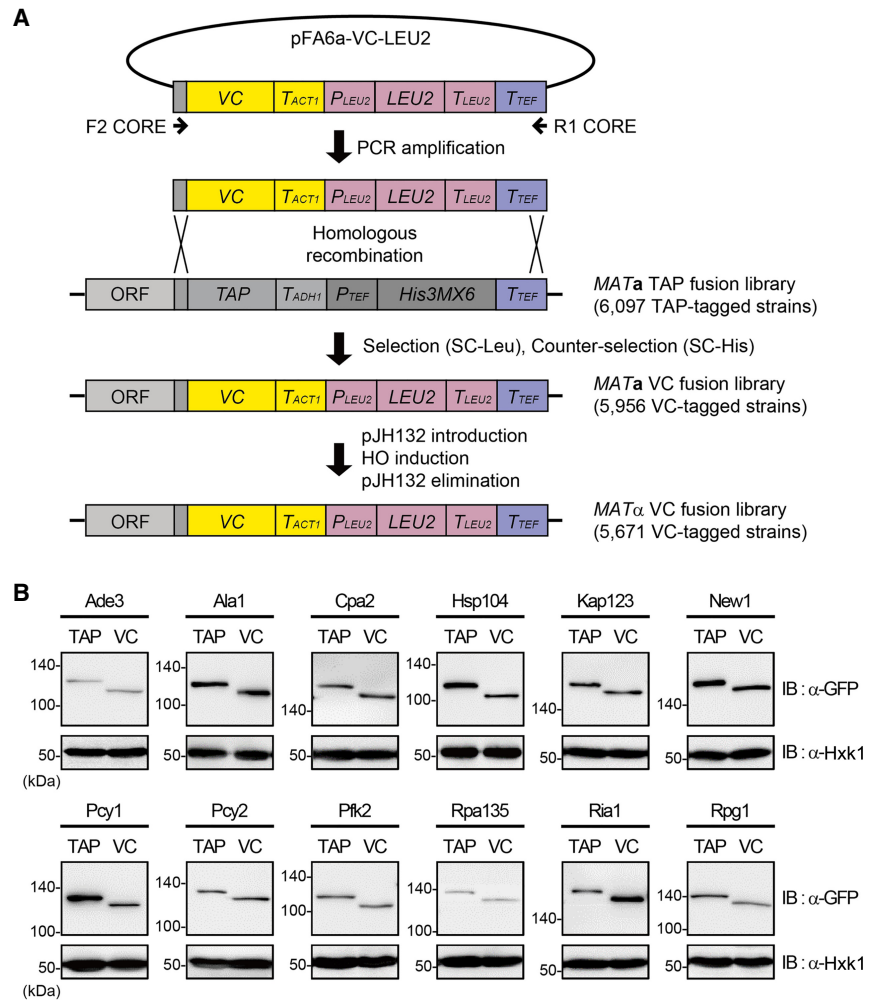 A
pFA6a-VC-LEU2
VC TACT1 PLEU2 LEU2 TLEU2 TTEF
F2 CORE R1 CORE
PCR amplification
VC TACT1 PLEU2 LEU2 TLEU2 TTEF
Homologous
recombination
ORF TAP TADH1 PTEF His3MX6 TTEF
MATa TAP fusion library
(6,097 TAP-tagged strains)
Selection (SC-Leu), Counter-selection (SC-His)
ORF VC TACT1 PLEU2 LEU2 TLEU2 TTEF
MATa VC fusion library
(5,956 VC-tagged strains)
pJH132 introduction
HO induction
pJH132 elimination
ORF VC TACT1 PLEU2 LEU2 TLEU2 TTEF
MATα VC fusion library
(5,671 VC-tagged strains)
B
Ade3 Ala1 Cpa2 Hsp104 Kap123 New1
TAP VC TAP VC TAP VC TAP VC TAP VC TAP VC
140- 140- 140- 140- 140- 140-
100- 100- 100-
IB : α-GFP
50- 50- 50- 50- 50- 50-
IB : α-Hxk1
(kDa)
Pcy1 Pcy2 Pfk2 Rpa135 Ria1 Rpg1
TAP VC TAP VC TAP VC TAP VC TAP VC TAP VC
140- 140- 140- 140- 140- 140-
100- 100- 100- 100- 100-
IB : α-GFP
50- 50- 50- 50- 50- 50-
IB : α-Hxk1
(kDa)